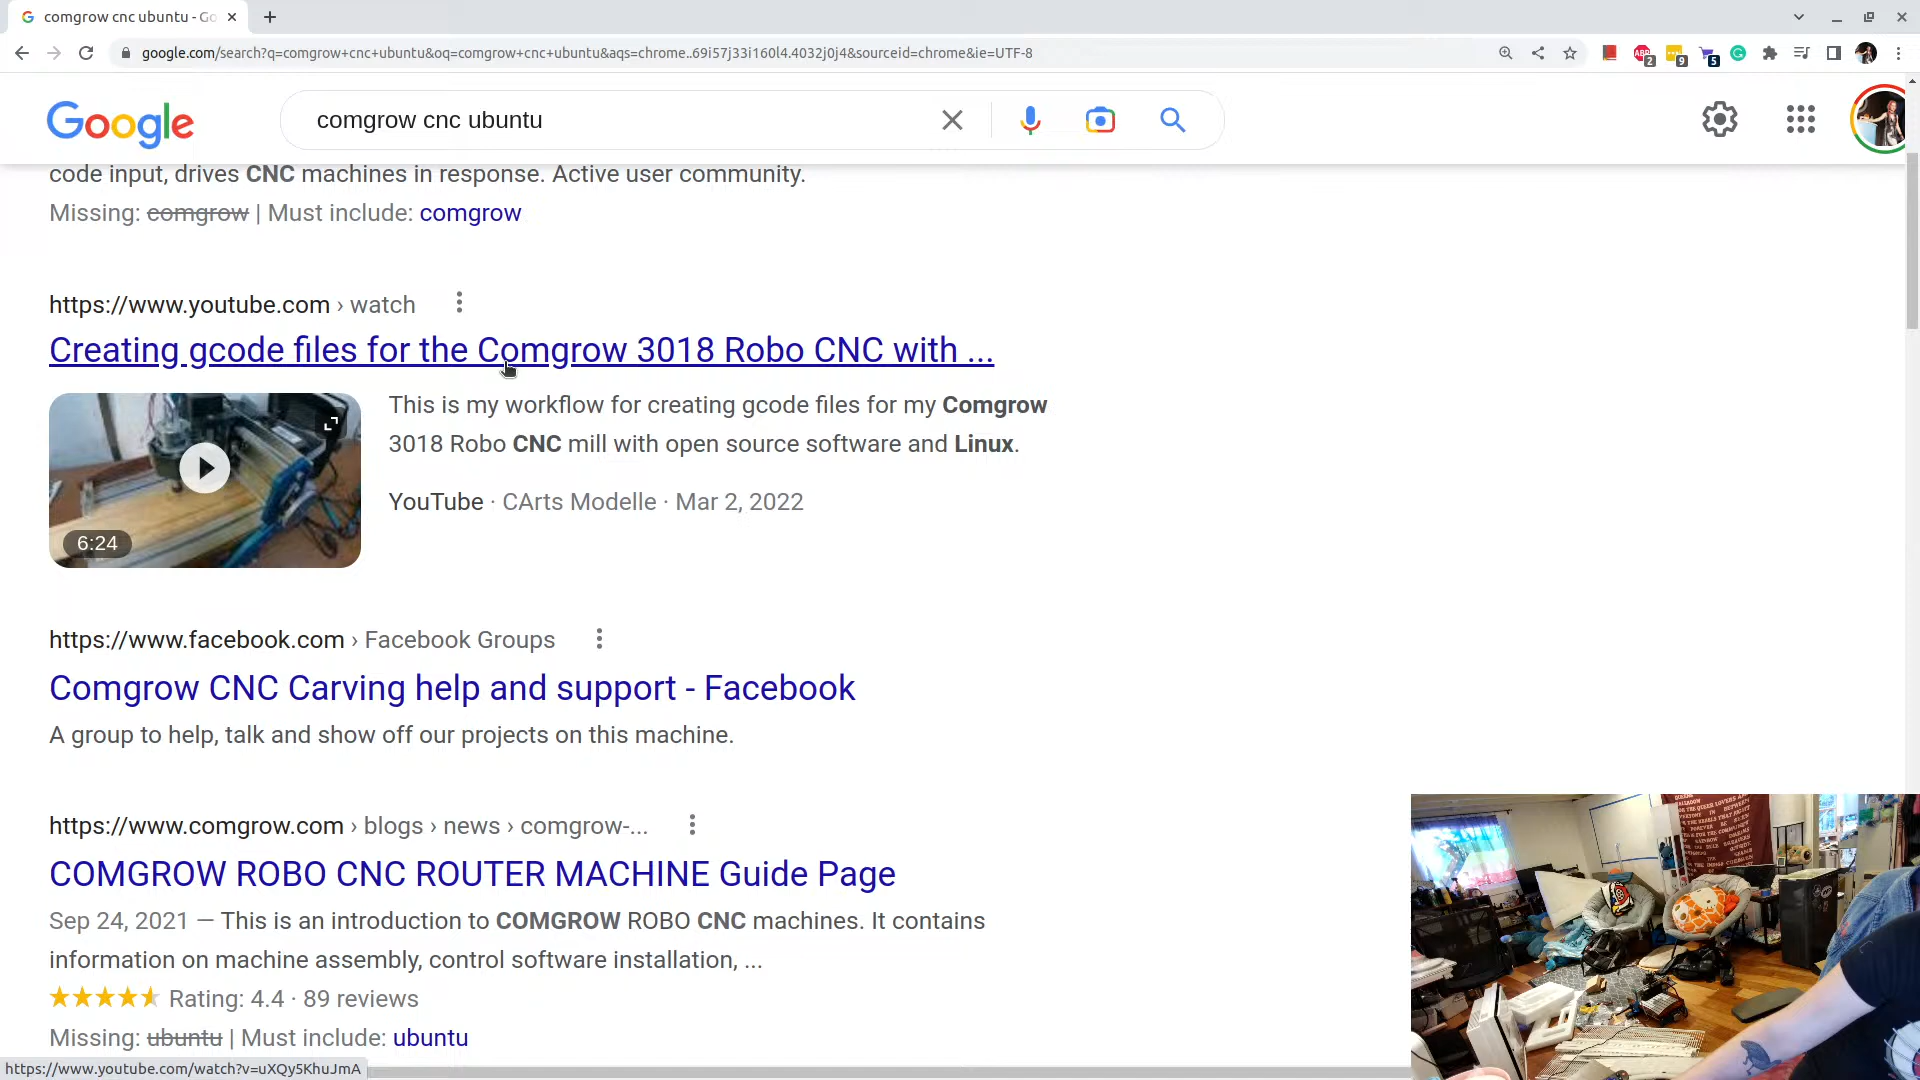 comgrow cnc ubuntu - Go
google.com/search?q=comgrow+cnc+ubuntu&oq=comgrow+cnc+ubuntu&aqs=chrome..69i57j33i160l4.4032j0j4&sourceid=chrome&ie=UTF-8
ABP 2
9
5
Google
comgrow cnc ubuntu
code input, drives CNC machines in response. Active user community.
Missing: comgrow | Must include: comgrow
https://www.youtube.com › watch
Creating gcode files for the Comgrow 3018 Robo CNC with ...
This is my workflow for creating gcode files for my Comgrow
3018 Robo CNC mill with open source software and Linux.
YouTube · CArts Modelle · Mar 2, 2022
6:24
https://www.facebook.com › Facebook Groups
Comgrow CNC Carving help and support - Facebook
A group to help, talk and show off our projects on this machine.
https://www.comgrow.com › blogs › news › comgrow-...
COMGROW ROBO CNC ROUTER MACHINE Guide Page
Sep 24, 2021 — This is an introduction to COMGROW ROBO CNC machines. It contains
information on machine assembly, control software installation, ...
Rating: 4.4 · 89 reviews
Missing: ubuntu | Must include: ubuntu
https://www.youtube.com/watch?v=uXQy5KhuJmA